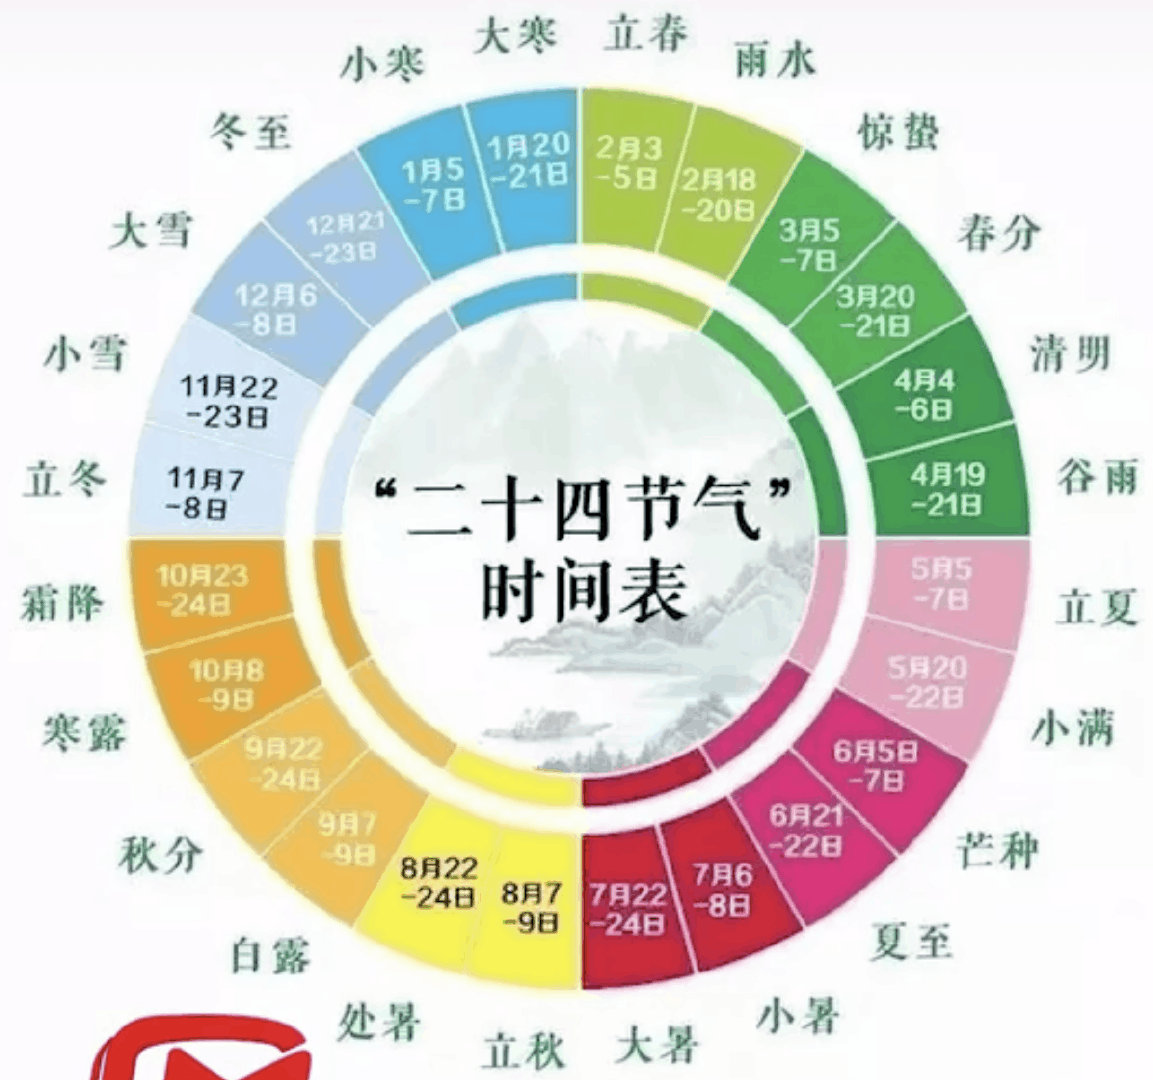 “二十四节气”
时间表
立春
2月3
-5日
雨水
2月18
-20日
惊蛰
3月5
-7日
春分
3月20
-21日
清明
4月4
-6日
谷雨
4月19
-21日
立夏
5月5
-7日
小满
5月20
-22日
芒种
6月5日
-7日
夏至
6月21
-22日
小暑
7月6
-8日
大暑
7月22
-24日
立秋
8月7
-9日
处暑
8月22
-24日
白露
9月7
-9日
秋分
9月22
-24日
寒露
10月8
-9日
霜降
10月23
-24日
立冬
11月7
-8日
小雪
11月22
-23日
大雪
12月6
-8日
冬至
12月21
-23日
小寒
1月5
-7日
大寒
1月20
-21日